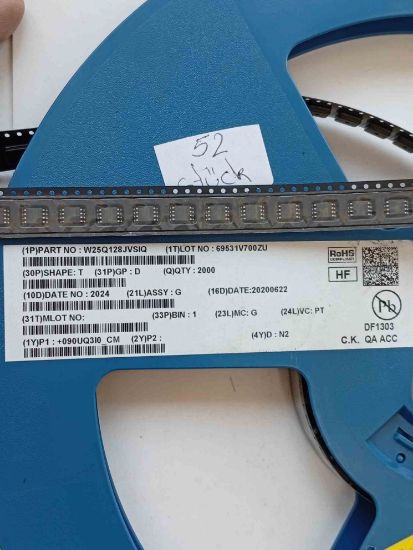 52
stück
(1P)PART NO : W25Q128JVSIQ (1T)LOT NO : 69531V700ZU
(30P)SHAPE: T (31P)GP : D (Q)QTY : 2000
(10D)DATE NO : 2024 (21L)ASSY : G (16D)DATE:20200622
(31T)MLOT NO: (33P)BIN : 1 (23L)MC: G (24L)VC: PT
(1Y)P1 : +090UQ3I0_CM (2Y)P2 : (4Y)D : N2
RoHS
COMPLIANT
HF
Pb
DF1303
C.K. QA ACC